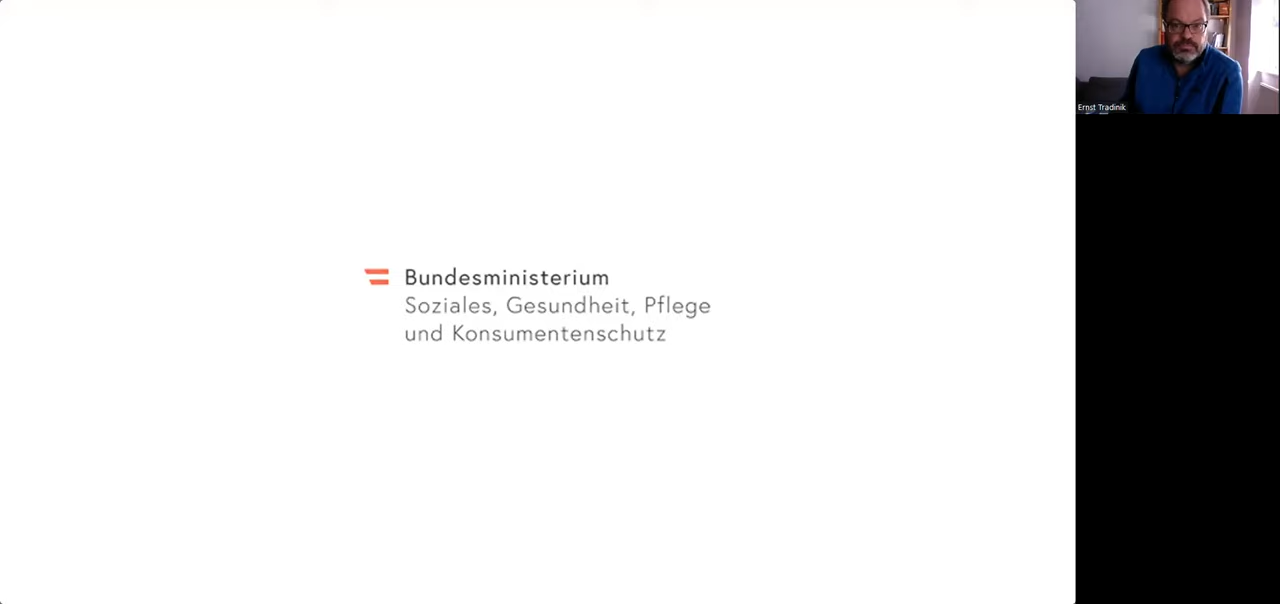 Bundesministerium
Soziales, Gesundheit, Pflege
und Konsumentenschutz
Ernst Tradinik